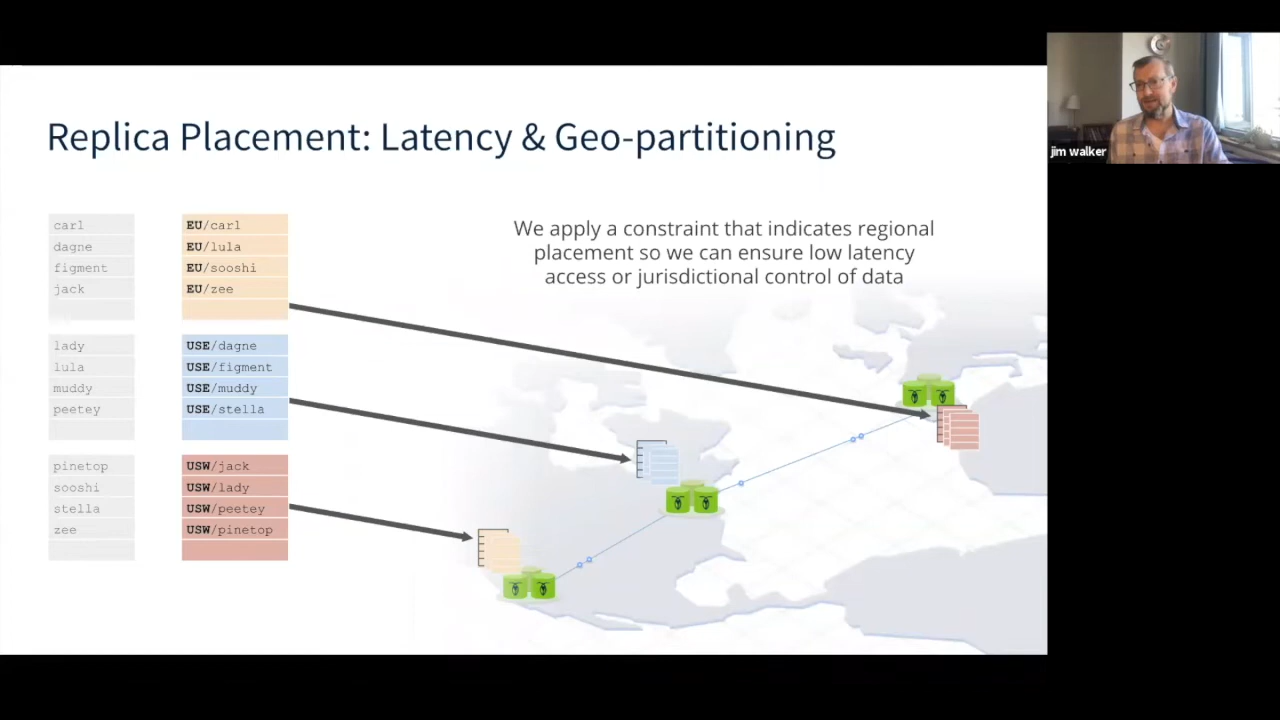 Replica Placement: Latency & Geo-partitioning
jim walker
carl
dagne
figment
jack
lady
lula
muddy
peetey
pinetop
sooshi
stella
zee
EU/carl
EU/lula
EU/sooshi
EU/zee
USE/dagne
USE/figment
USE/muddy
USE/stella
USW/jack
USW/lady
USW/peetey
USW/pinetop
We apply a constraint that indicates regional
placement so we can ensure low latency
access or jurisdictional control of data